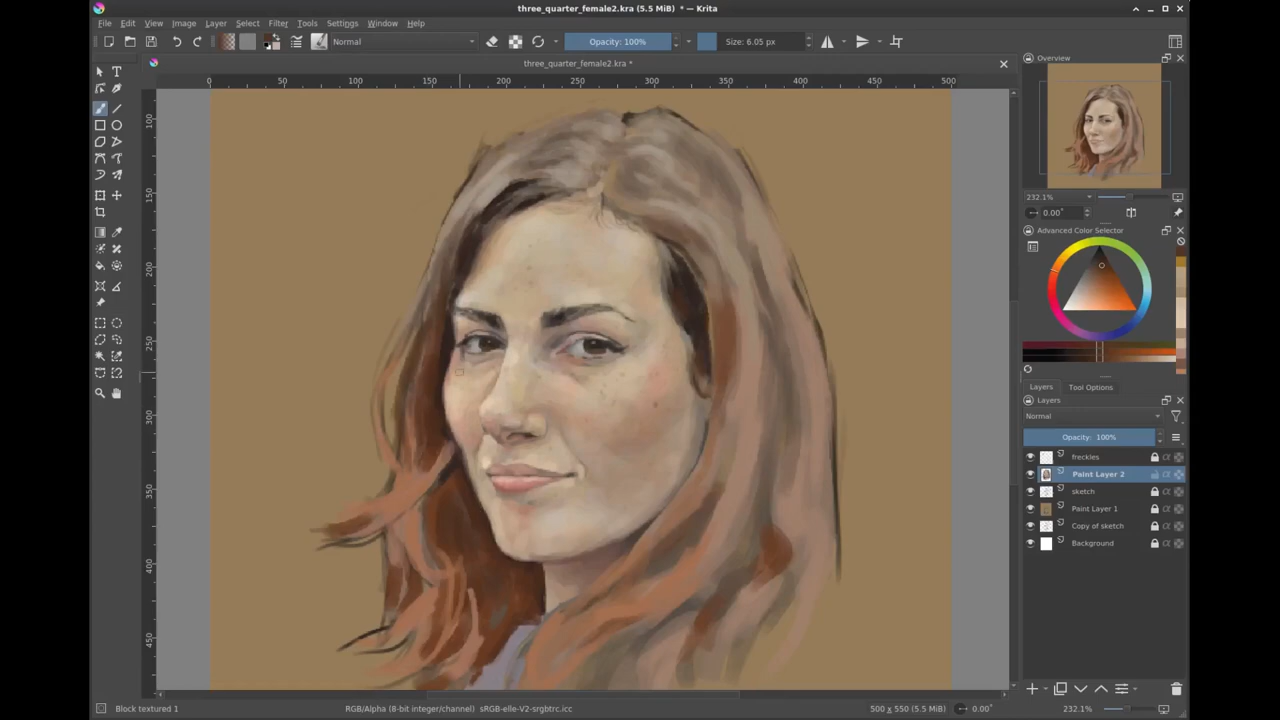 three_quarter_female2.kra (5.5 MiB) * — Krita
File Edit View Image Layer Select Filter Tools Settings Window Help
Normal Opacity: 100% Size: 6.05 px
three_quarter_female2.kra *
0 50 100 150 200 250 300 350 400 450 500
100
150
200
250
300
350
400
450
Overview
232.1%
0.00°
Advanced Color Selector
Layers Tool Options
Layers
Normal
Opacity: 100%
freckles
Paint Layer 2
sketch
Paint Layer 1
Copy of sketch
Background
Block textured 1 RGB/Alpha (8-bit integer/channel) sRGB-elle-V2-srgbtrc.icc 500 x 550 (5.5 MiB) 0.00° 232.1%